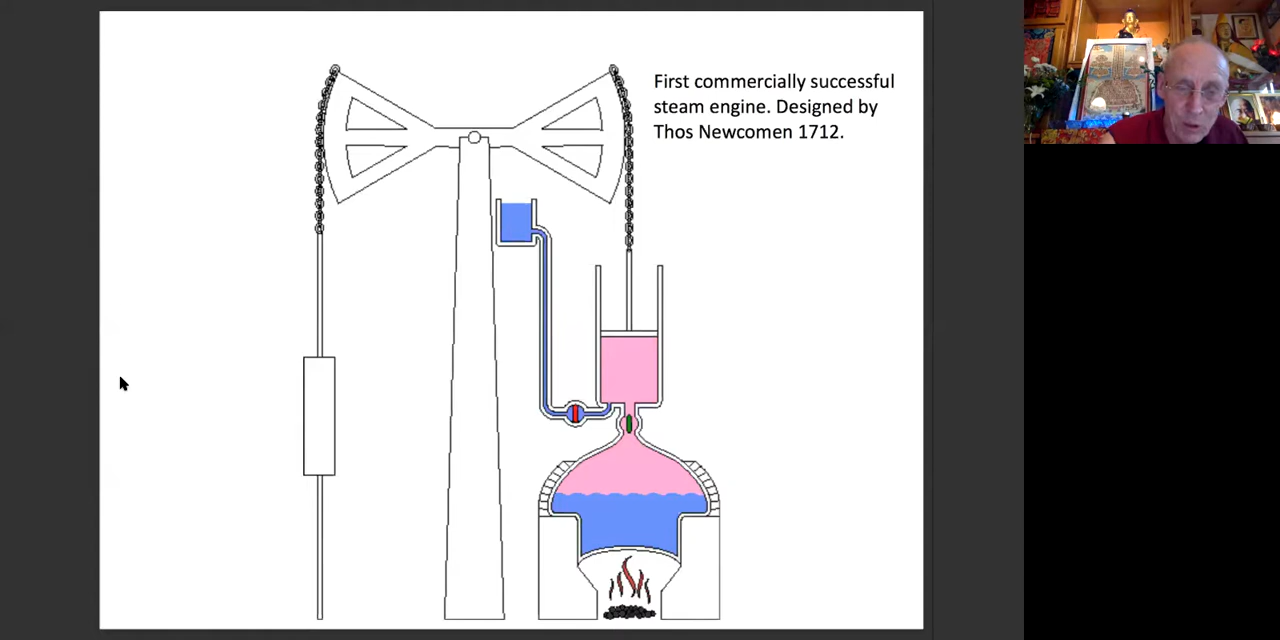 First commercially successful
steam engine. Designed by
Thos Newcomen 1712.